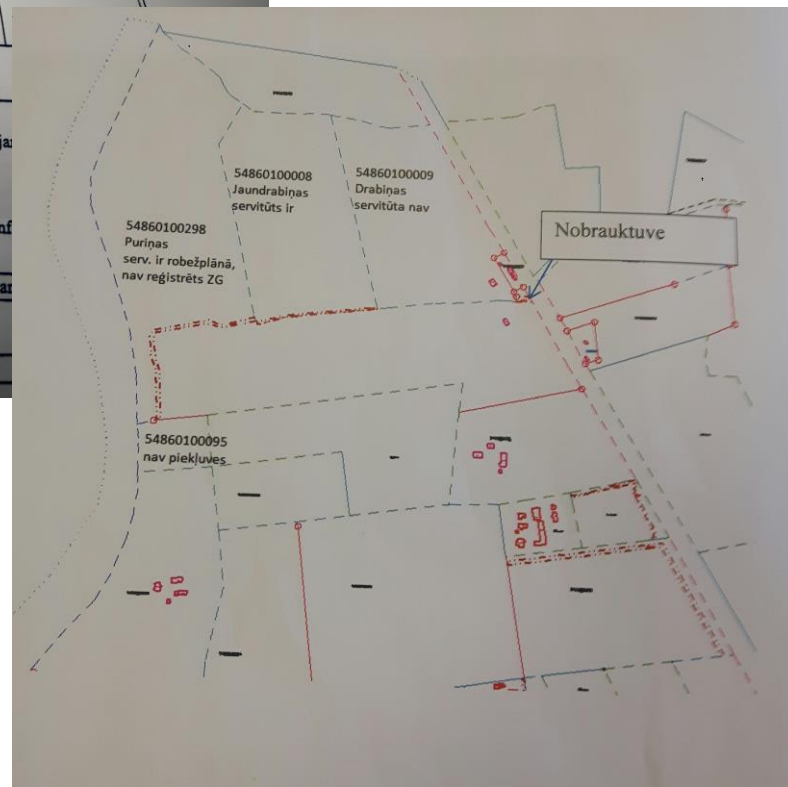 54860100008
Jaundrabiņas
servitūts ir
54860100009
Drabiņas
servitūta nav
54860100298
Puriņas
serv. ir robežplānā,
nav reģistrēts ZG
Nobrauktuve
54860100095
nav piekļuves